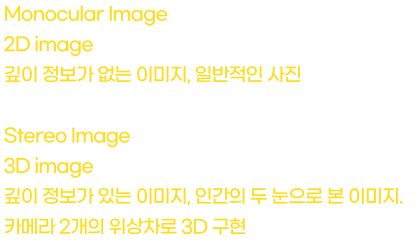 Monocular Image
2D image
깊이 정보가 없는 이미지, 일반적인 사진
Stereo Image
3D image
깊이 정보가 있는 이미지, 인간의 두 눈으로 본 이미지.
카메라 2개의 위상차로 3D 구현